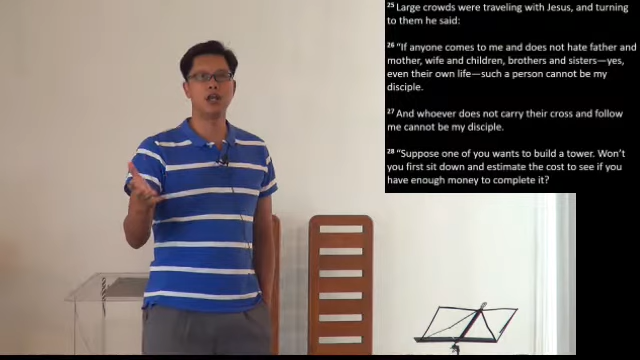 25 Large crowds were traveling with Jesus, and turning
to them he said:
26 “If anyone comes to me and does not hate father and
mother, wife and children, brothers and sisters—yes,
even their own life—such a person cannot be my
disciple.
27 And whoever does not carry their cross and follow
me cannot be my disciple.
28 “Suppose one of you wants to build a tower. Won’t
you first sit down and estimate the cost to see if you
have enough money to complete it?